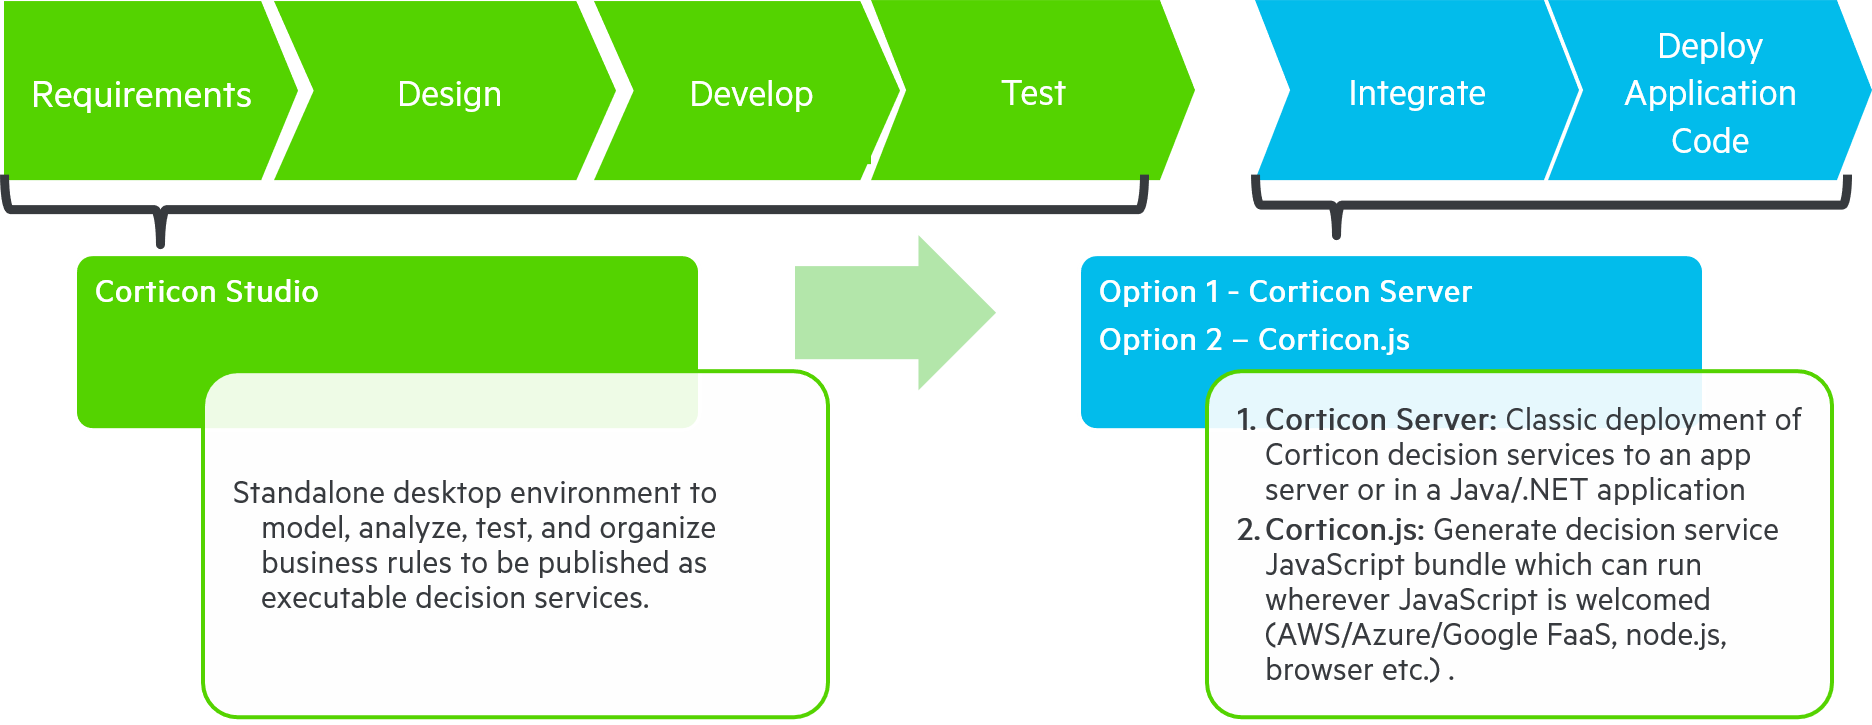 Requirements
Design
Develop
Test
Integrate
Deploy
Application
Code
Corticon Studio
Standalone desktop environment to
model, analyze, test, and organize
business rules to be published as
executable decision services.
Option 1 - Corticon Server
Option 2 – Corticon.js
1. Corticon Server: Classic deployment of
Corticon decision services to an app
server or in a Java/.NET application
2. Corticon.js: Generate decision service
JavaScript bundle which can run
wherever JavaScript is welcomed
(AWS/Azure/Google FaaS, node.js,
browser etc.) .